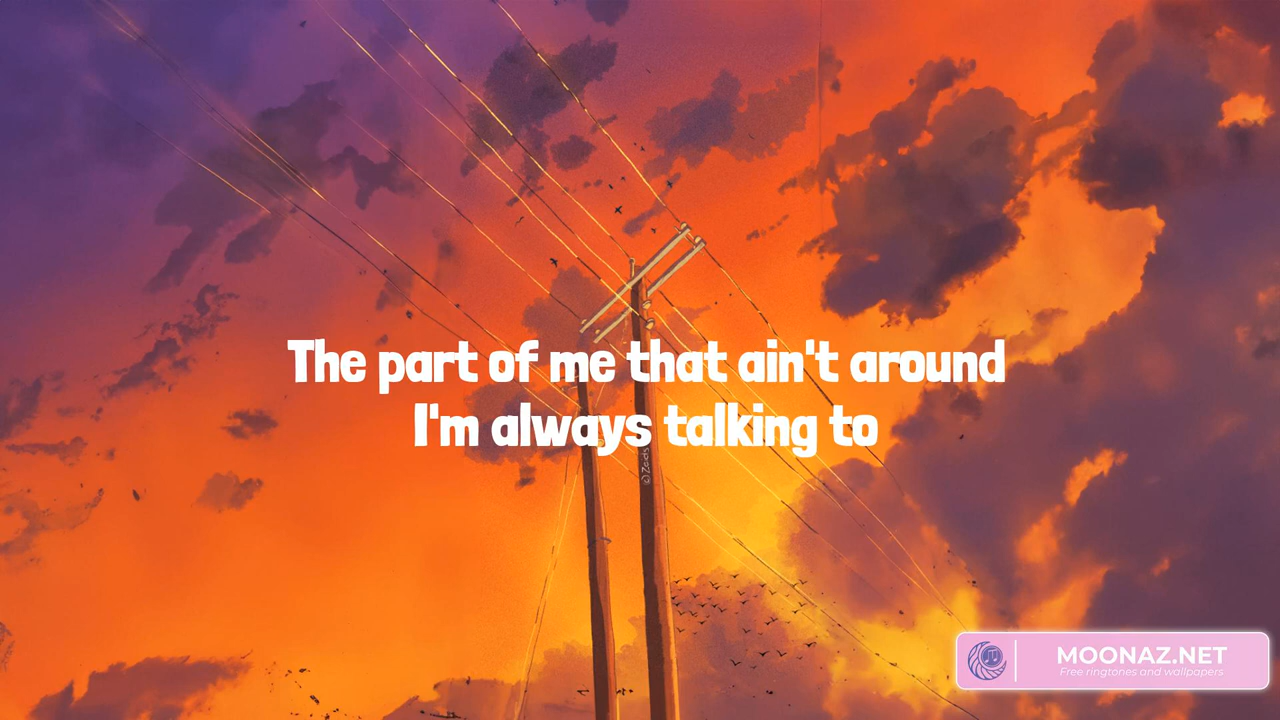 The part of me that ain't around
I'm always talking to
MOONAZ.NET
Free ringtones and wallpapers